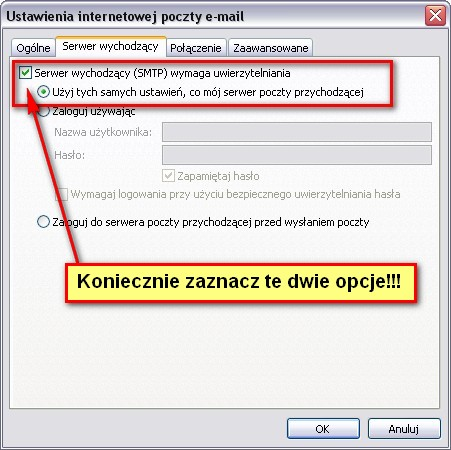 Ustawienia internetowej poczty e-mail
Ogólne Serwer wychodzący Połączenie Zaawansowane
Serwer wychodzący (SMTP) wymaga uwierzytelniania
Użyj tych samych ustawień, co mój serwer poczty przychodzącej
Zaloguj używając
Nazwa użytkownika:
Hasło:
Zapamiętaj hasło
Wymagaj logowania przy użyciu bezpiecznego uwierzytelniania hasła
Zaloguj do serwera poczty przychodzącej przed wysłaniem poczty
Koniecznie zaznacz te dwie opcje!!!
OK Anuluj